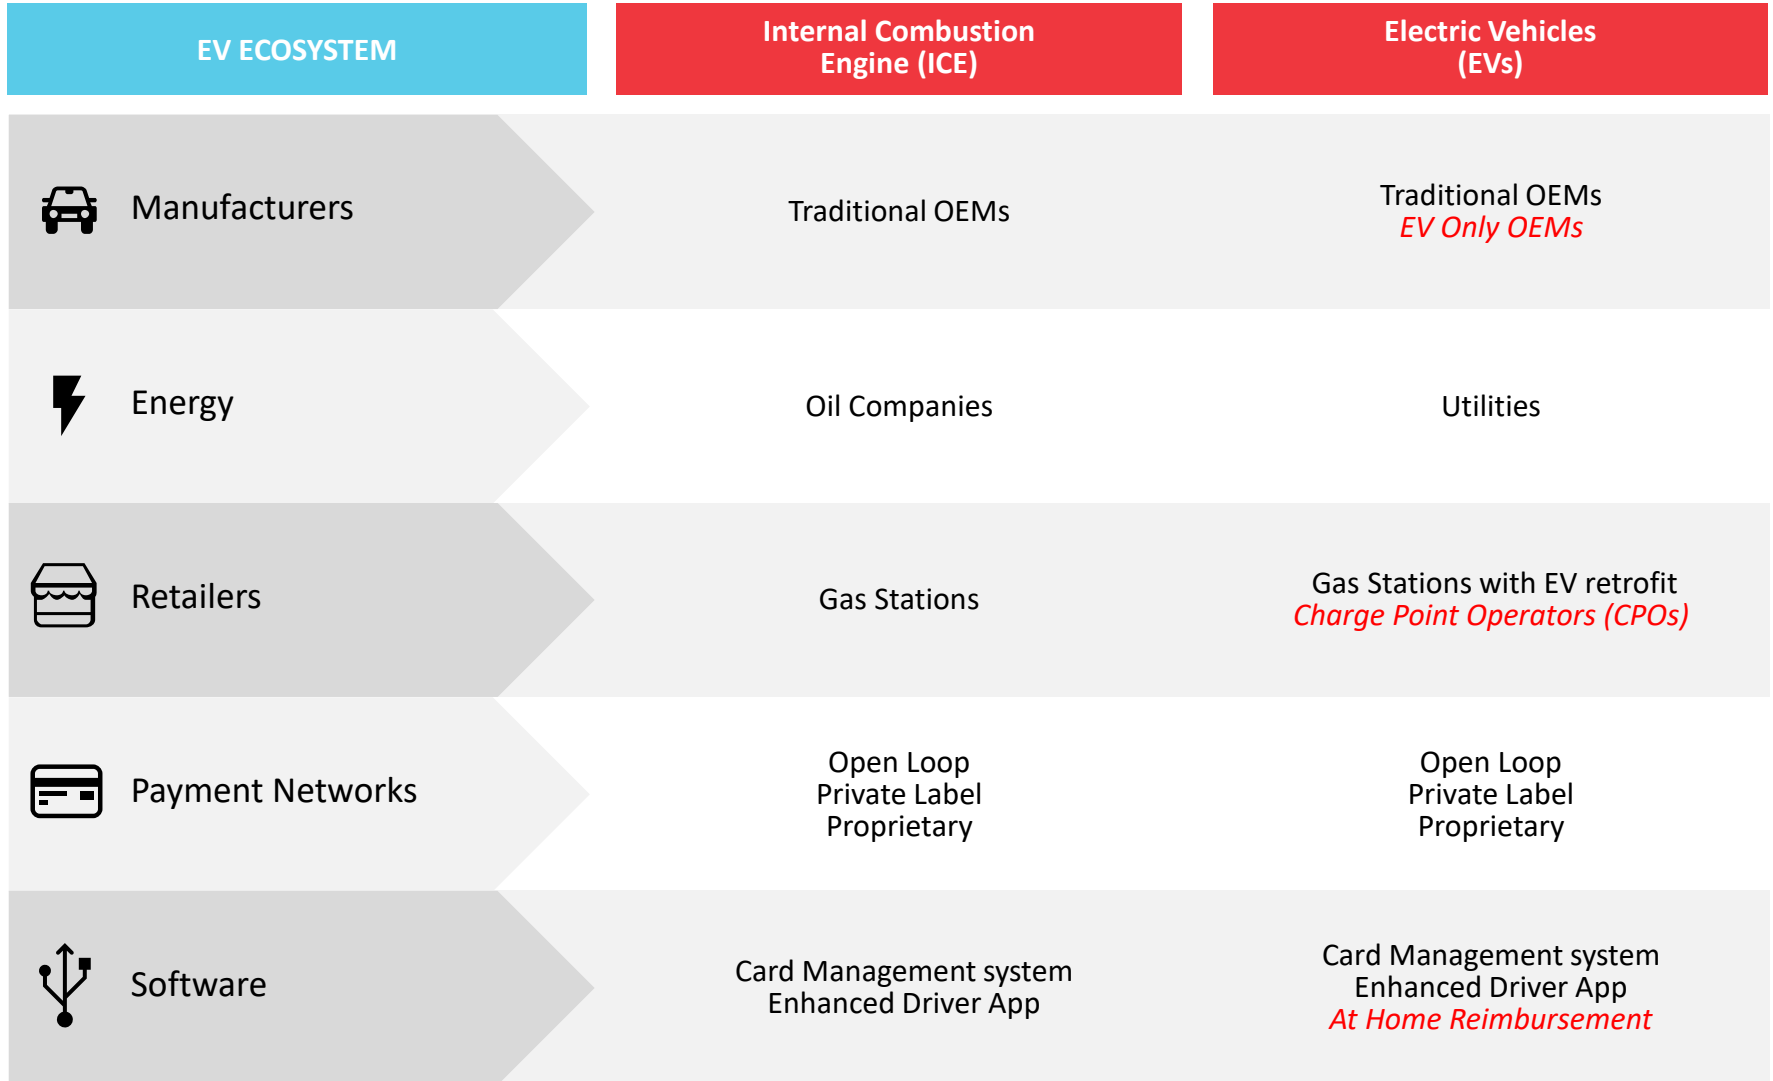 EV ECOSYSTEM
Internal Combustion
Engine (ICE)
Electric Vehicles
(EVs)
Manufacturers
Traditional OEMs
Traditional OEMs
EV Only OEMs
Energy
Oil Companies
Utilities
Retailers
Gas Stations
Gas Stations with EV retrofit
Charge Point Operators (CPOs)
Payment Networks
Open Loop
Private Label
Proprietary
Open Loop
Private Label
Proprietary
Software
Card Management system
Enhanced Driver App
Card Management system
Enhanced Driver App
At Home Reimbursement